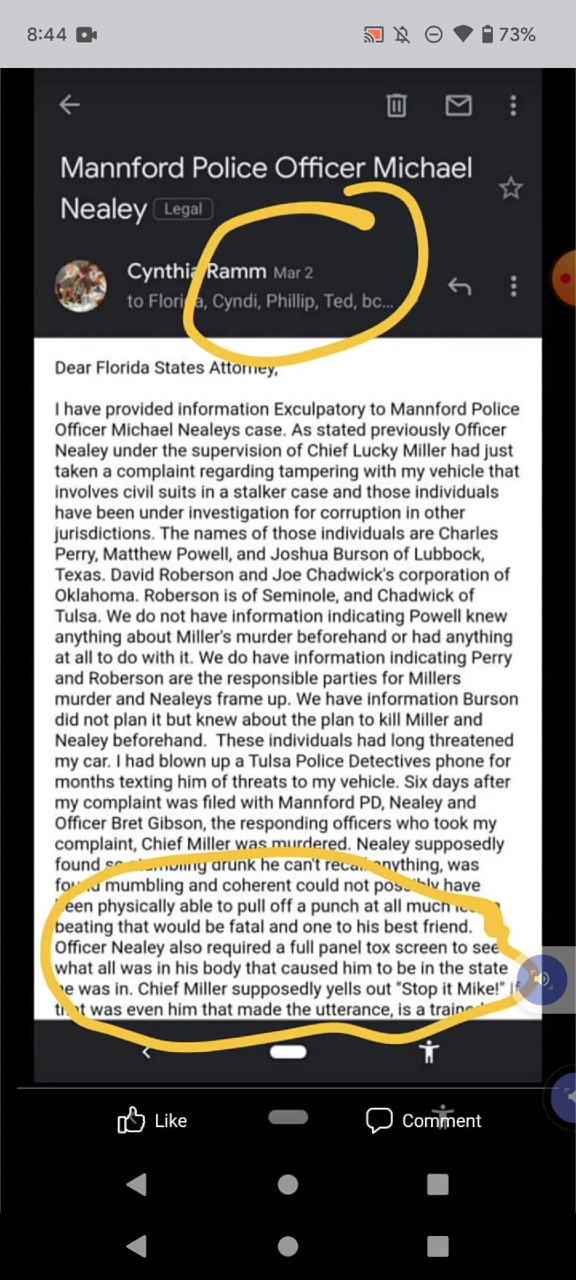 8:44
73%
Mannford Police Officer Michael
Nealey Legal
Cynthia Ramm Mar 2
to Florida, Cyndi, Phillip, Ted, bc...
Dear Florida States Attorney,
I have provided information Exculpatory to Mannford Police
Officer Michael Nealeys case. As stated previously Officer
Nealey under the supervision of Chief Lucky Miller had just
taken a complaint regarding tampering with my vehicle that
involves civil suits in a stalker case and those individuals
have been under investigation for corruption in other
jurisdictions. The names of those individuals are Charles
Perry, Matthew Powell, and Joshua Burson of Lubbock,
Texas. David Roberson and Joe Chadwick's corporation of
Oklahoma. Roberson is of Seminole, and Chadwick of
Tulsa. We do not have information indicating Powell knew
anything about Miller's murder beforehand or had anything
at all to do with it. We do have information indicating Perry
and Roberson are the responsible parties for Millers
murder and Nealeys frame up. We have information Burson
did not plan it but knew about the plan to kill Miller and
Nealey beforehand. These individuals had long threatened
my car. I had blown up a Tulsa Police Detectives phone for
months texting him of threats to my vehicle. Six days after
my complaint was filed with Mannford PD, Nealey and
Officer Bret Gibson, the responding officers who took my
complaint, Chief Miller was murdered. Nealey supposedly
found so drunk he can't recall anything, was
found mumbling and coherent could not possibly have
been physically able to pull off a punch at all much
beating that would be fatal and one to his best friend.
Officer Nealey also required a full panel tox screen to see
what all was in his body that caused him to be in the state
he was in. Chief Miller supposedly yells out "Stop it Mike!" If
that was even him that made the utterance, is a
Like
Comment